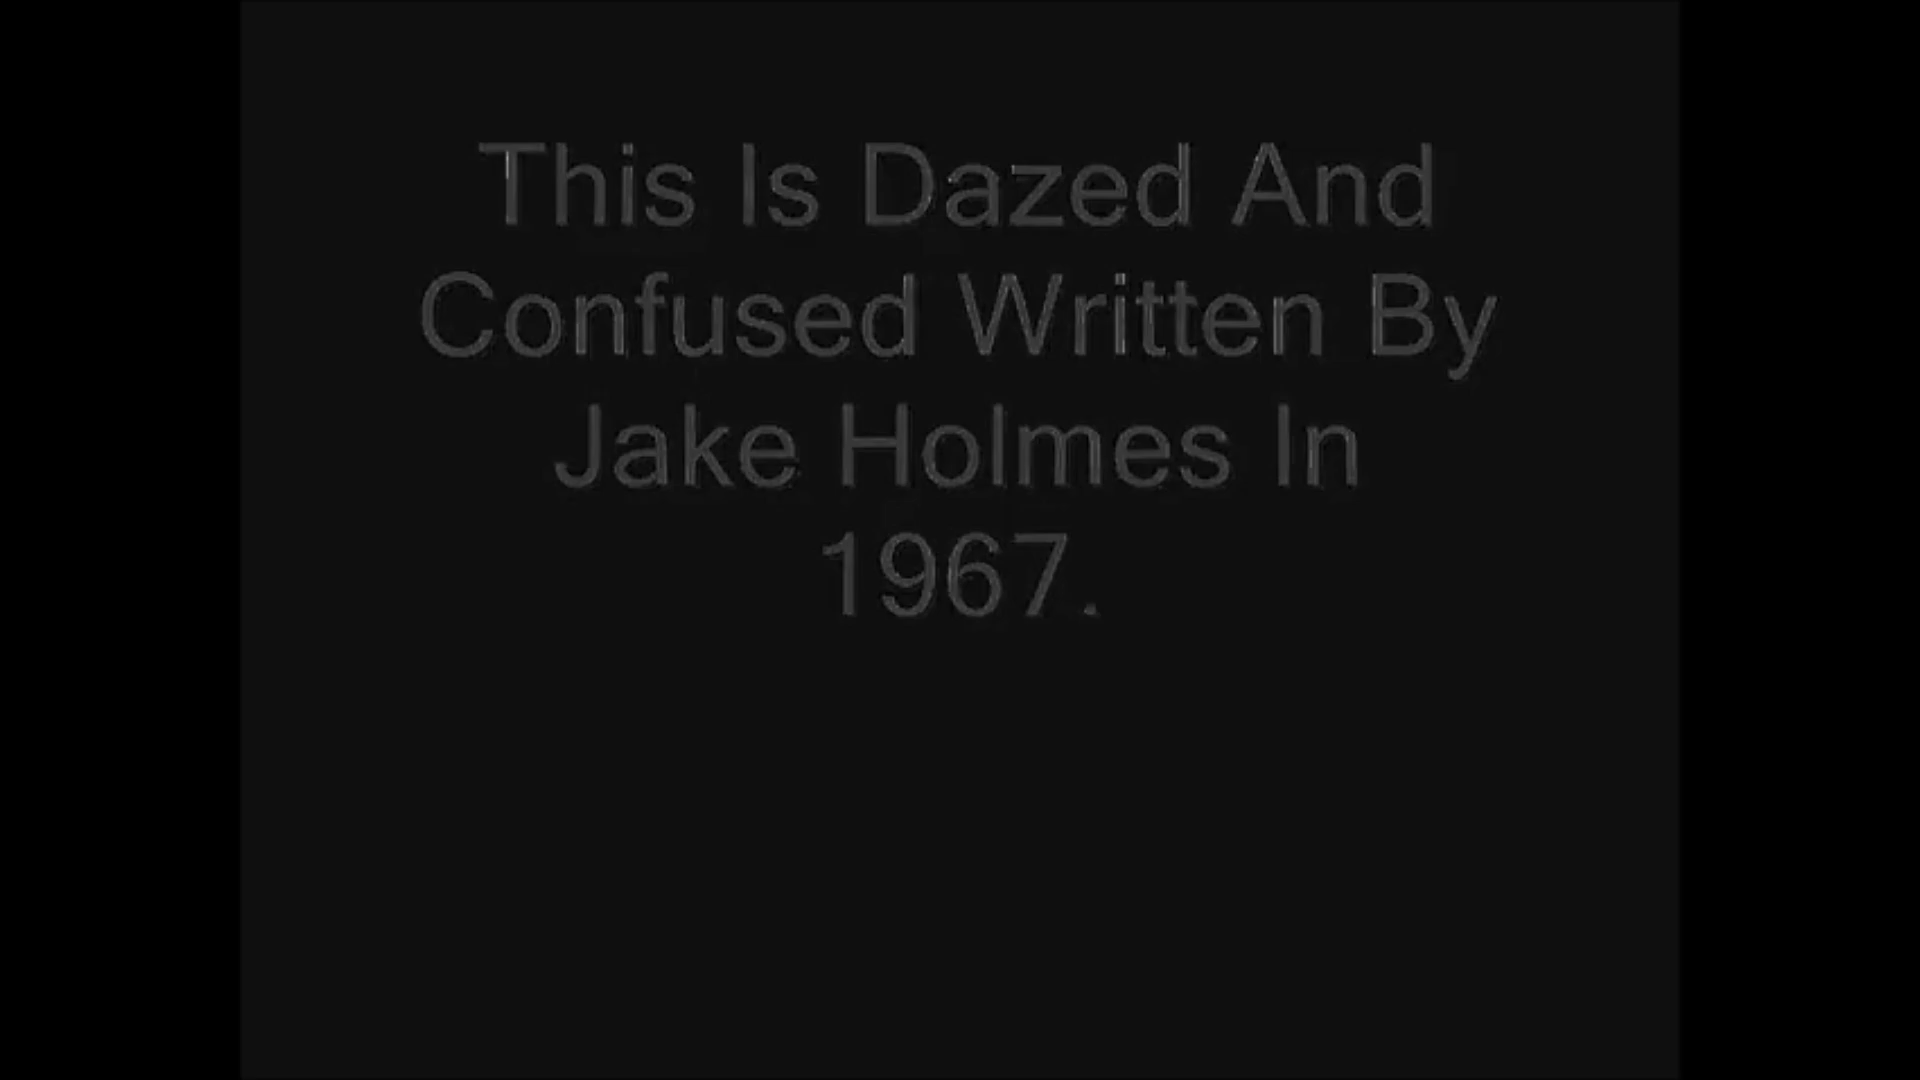 This Is Dazed And
Confused Written By
Jake Holmes In
1967.